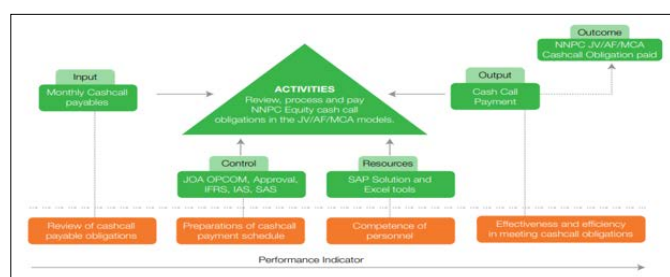 Outcome
NNPC JV/AF/MCA
Cashcall Obligation paid
Input
Monthly Cashcall
payables
ACTIVITIES
Review, process and pay
NNPC Equity cash call
obligations in the JV/AF/MCA models.
Output
Cash Call
Payment
Control
JOA OPCOM, Approval,
IFRS, IAS, SAS
Resources
SAP Solution and
Excel tools
Review of cashcall
payable obligations
Preparations of cashcall
payment schedule
Competence of
personnel
Effectiveness and efficiency
in meeting cashcall obligations
Performance Indicator